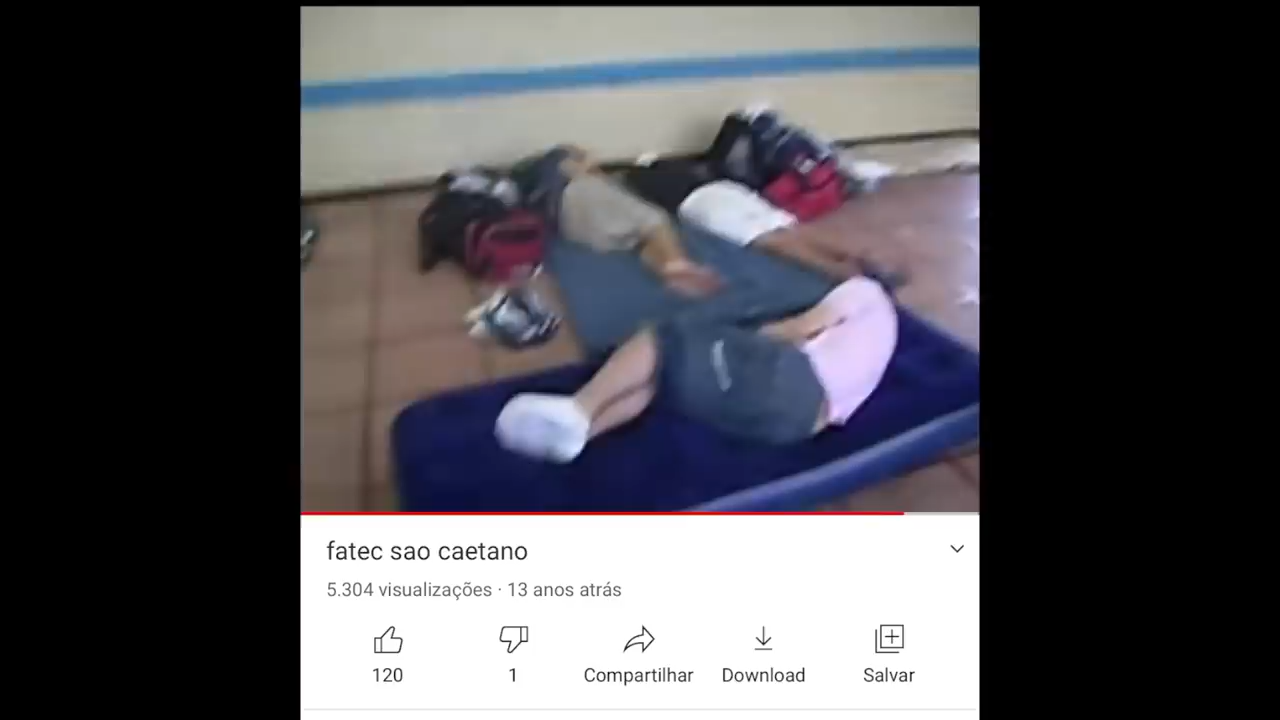 fatec sao caetano
5.304 visualizações · 13 anos atrás
120
1
Compartilhar
Download
Salvar